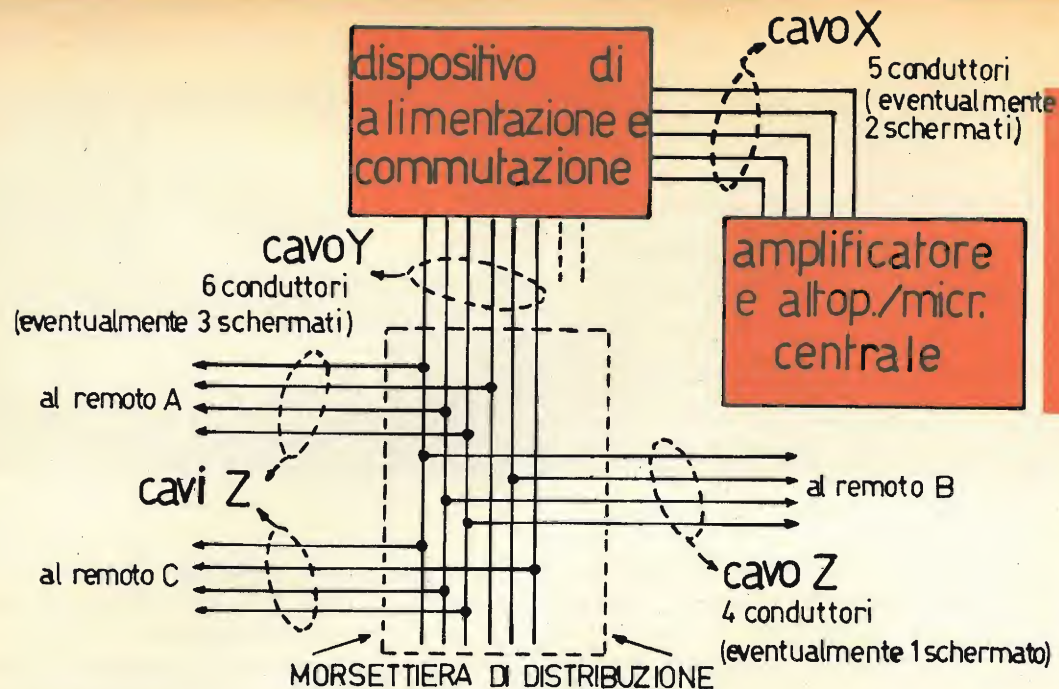 dispositivo di
alimentazione e
commutazione
cavo X
5 conduttori
(eventualmente
2 schermati)
amplificatore
e altop./micr.
centrale
cavo Y
6 conduttori
(eventualmente 3 schermati)
al remoto A
cavi Z
al remoto B
al remoto C
cavo Z
4 conduttori
(eventualmente 1 schermato)
MORSETTIERA DI DISTRIBUZIONE